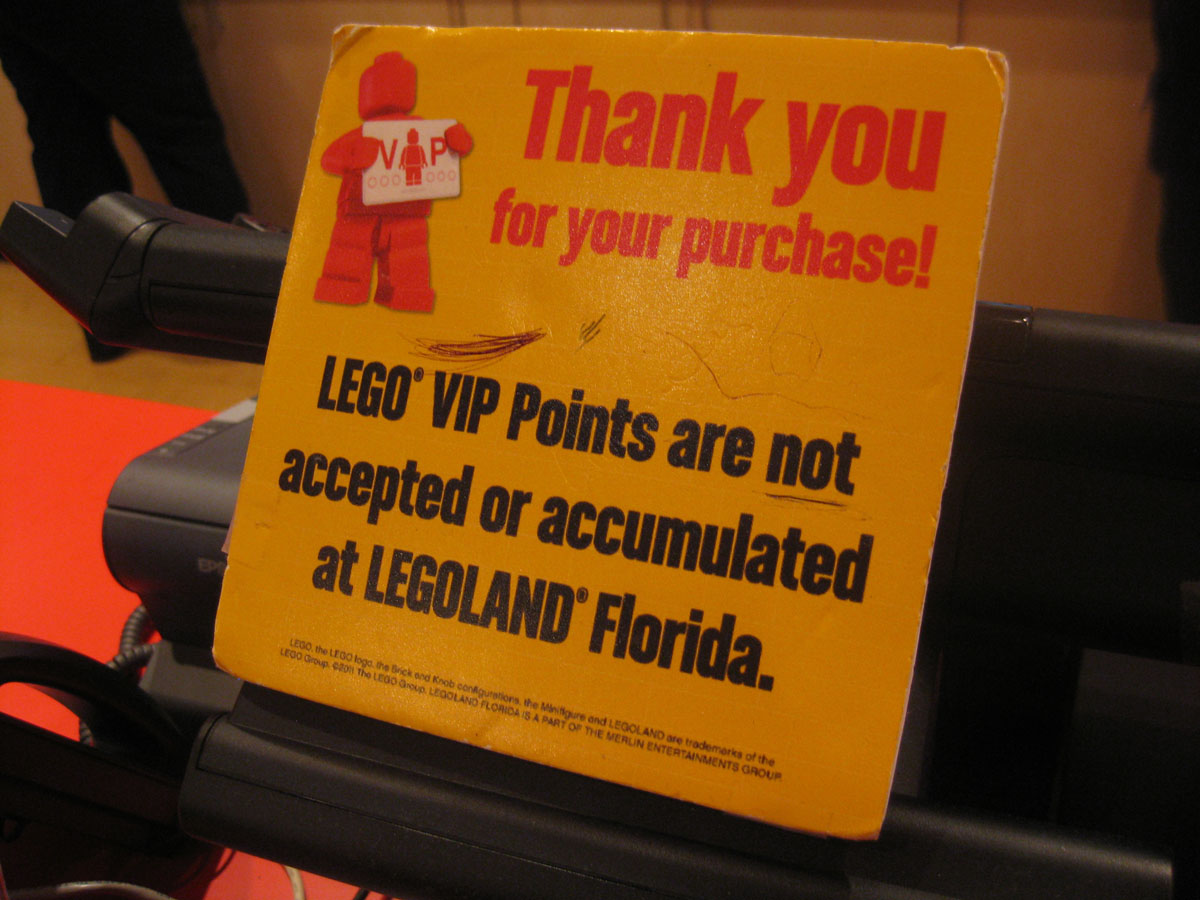 V P
Thank you
for your purchase!
LEGO® VIP Points are not
accepted or accumulated
at LEGOLAND® Florida.
LEGO, the LEGO logo, the Brick and Knob configurations, the Minifigure and LEGOLAND are trademarks of the
LEGO Group. ©2011 The LEGO Group. LEGOLAND FLORIDA IS A PART OF THE MERLIN ENTERTAINMENTS GROUP.